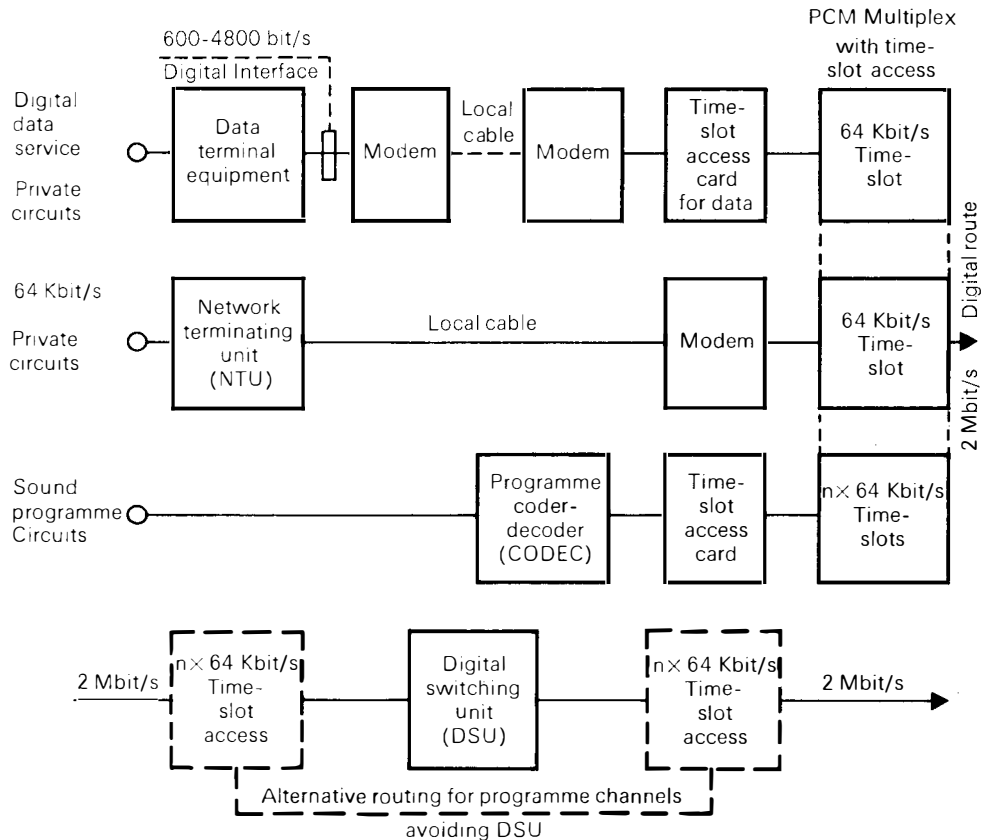 PCM Multiplex
with time-
slot access
600-4800 bit/s
Digital Interface
Digital
data
service
Private
circuits
Data
terminal
equipment
Modem
Local
cable
Modem
Time-
slot
access
card
for data
64 Kbit/s
Time-
slot
64 Kbit/s
Private
circuits
Network
terminating
unit
(NTU)
Local cable
Modem
64 Kbit/s
Time-
slot
2 Mbit/s Digital route
Sound
programme
Circuits
Programme
coder-
decoder
(CODEC)
Time-
slot
access
card
n× 64 Kbit/s
Time-
slots
2 Mbit/s
n× 64 Kbit/s
Time-
slot
access
Digital
switching
unit
(DSU)
n× 64 Kbit/s
Time-
slot
access
2 Mbit/s
Alternative routing for programme channels
avoiding DSU